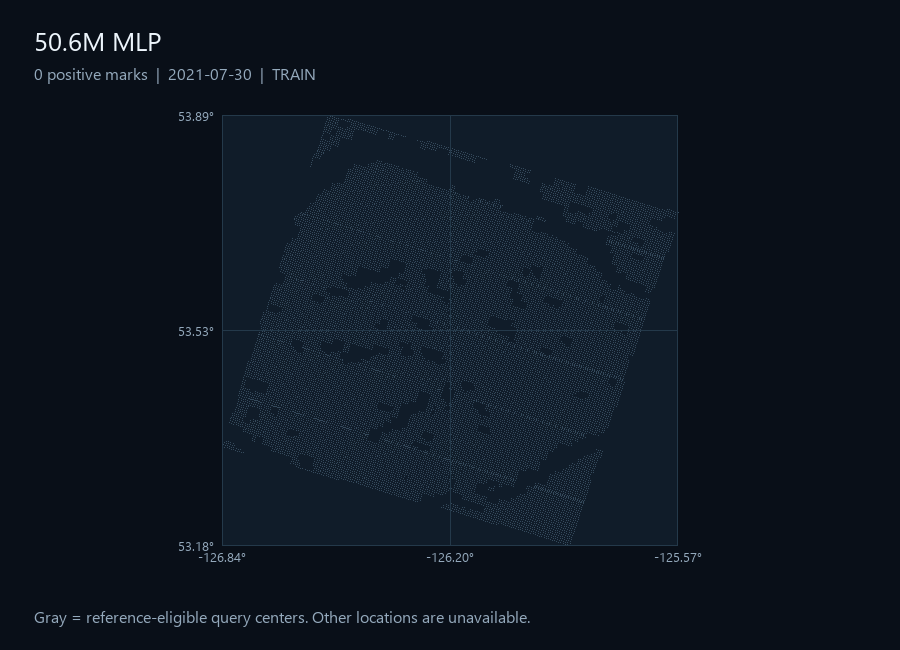 50.6M MLP
0 positive marks | 2021-07-30 | TRAIN
53.89°
53.53°
53.18°
-126.84°
-126.20°
-125.57°
Gray = reference-eligible query centers. Other locations are unavailable.